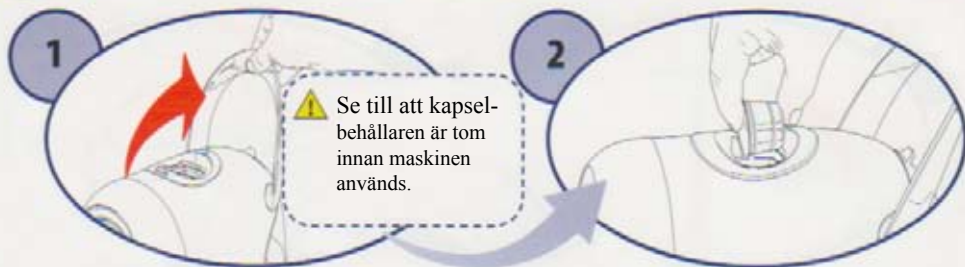 1
2
Se till att kapsel-
behållaren är tom
innan maskinen
används.